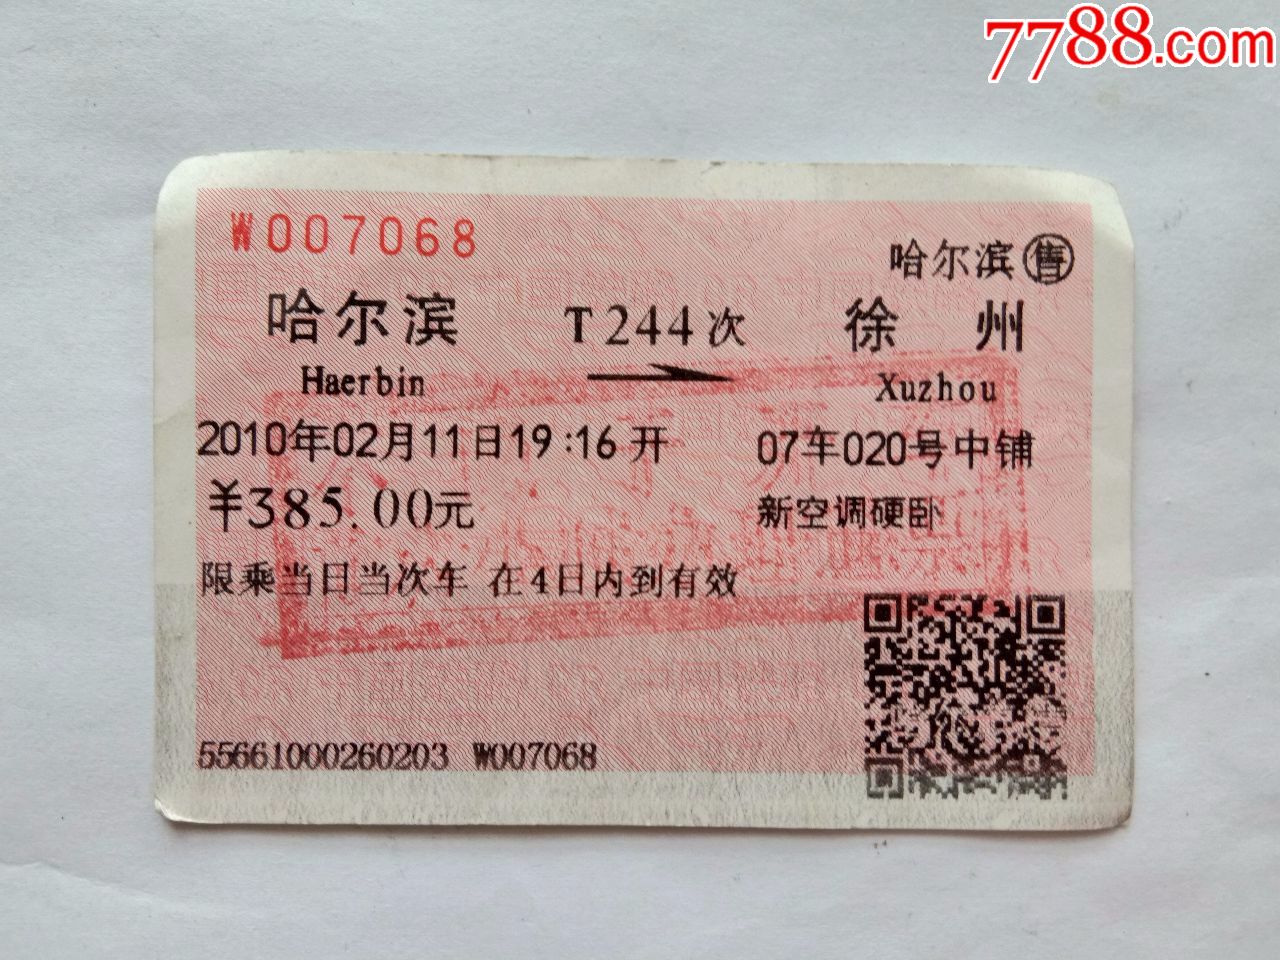 7788.com
W007068
哈尔滨售
哈尔滨 T244次 徐州
Haerbin Xuzhou
2010年02月11日19:16开 07车020号中铺
¥385.00元 新空调硬卧
限乘当日当次车 在4日内到有效
55661000260203 W007068